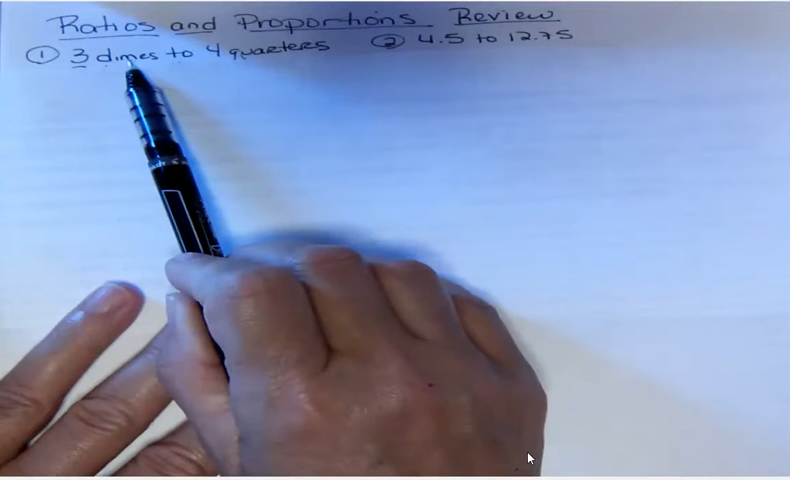 Ratios and Proportions Review
① 3 dimes to 4 quarters ② 4.5 to 12.75